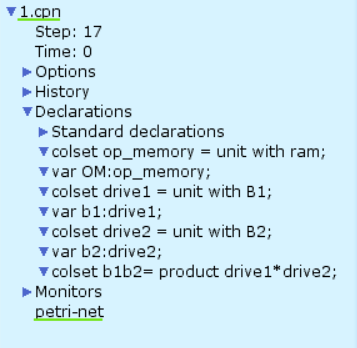 1.cpn
Step: 17
Time: 0
Options
History
Declarations
Standard declarations
colset op_memory = unit with ram;
var OM:op_memory;
colset drive1 = unit with B1;
var b1:drive1;
colset drive2 = unit with B2;
var b2:drive2;
colset b1b2= product drive1*drive2;
Monitors
petri-net